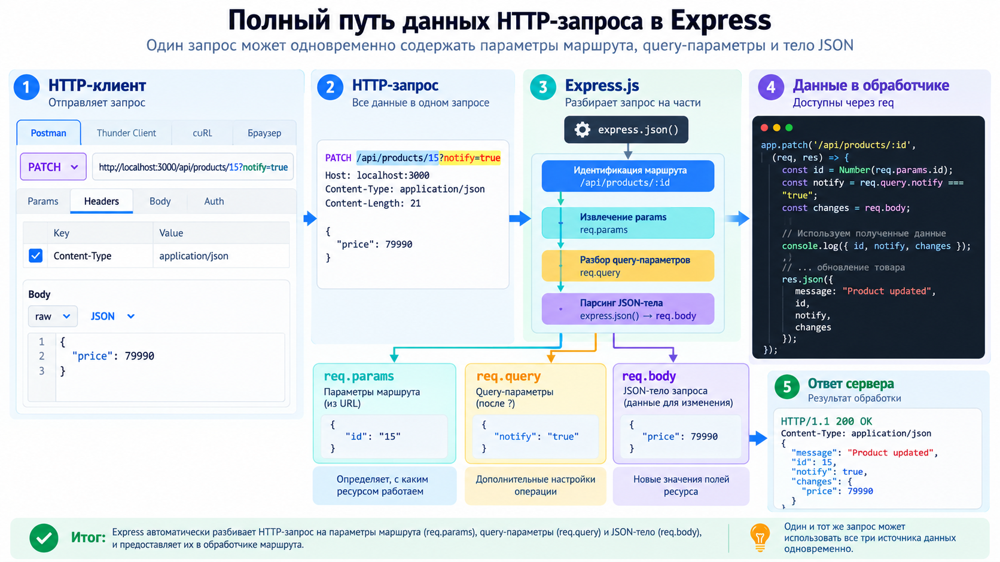 Полный путь данных HTTP-запроса в Express
Один запрос может одновременно содержать параметры маршрута, query-параметры и тело JSON
1
HTTP-клиент
Отправляет запрос
Postman
Thunder Client
cuRL
Браузер
PATCH
http://localhost:3000/api/products/15?notify=true
Params
Headers
Body
Auth
Key
Value
Content-Type
application/json
Body
raw
JSON
1 {
2 "price": 79990
3 }
2
HTTP-запрос
Все данные в одном запросе
PATCH /api/products/15?notify=true
Host: localhost:3000
Content-Type: application/json
Content-Length: 21
{
"price": 79990
}
3
Express.js
Разбирает запрос на части
express.json()
Идентификация маршрута
/api/products/:id
Извлечение params
req.params
Разбор query-параметров
req.query
Парсинг JSON-тела
express.json() → req.body
4
Данные в обработчике
Доступны через req
app.patch('/api/products/:id',
(req, res) => {
const id = Number(req.params.id);
const notify = req.query.notify ===
"true";
const changes = req.body;
// Используем полученные данные
console.log({ id, notify, changes });
// ... обновление товара
res.json({
message: "Product updated",
id,
notify,
changes
});
});
req.params
Параметры маршрута
(из URL)
{
"id": "15"
}
Определяет, с каким
ресурсом работаем
req.query
Query-параметры
(после ?)
{
"notify": "true"
}
Дополнительные настройки
операции
req.body
JSON-тело запроса
(данные для изменения)
{
"price": 79990
}
Новые значения полей
ресурса
5
Ответ сервера
Результат обработки
HTTP/1.1 200 OK
Content-Type: application/json
{
"message": "Product updated",
"id": 15,
"notify": true,
"changes": {
"price": 79990
}
}
Итог:
Express автоматически разбивает HTTP-запрос на параметры маршрута (req.params), query-параметры (req.query) и JSON-тело (req.body),
и предоставляет их в обработчике маршрута.
Один и тот же запрос может
использовать все три источника данных
одновременно.